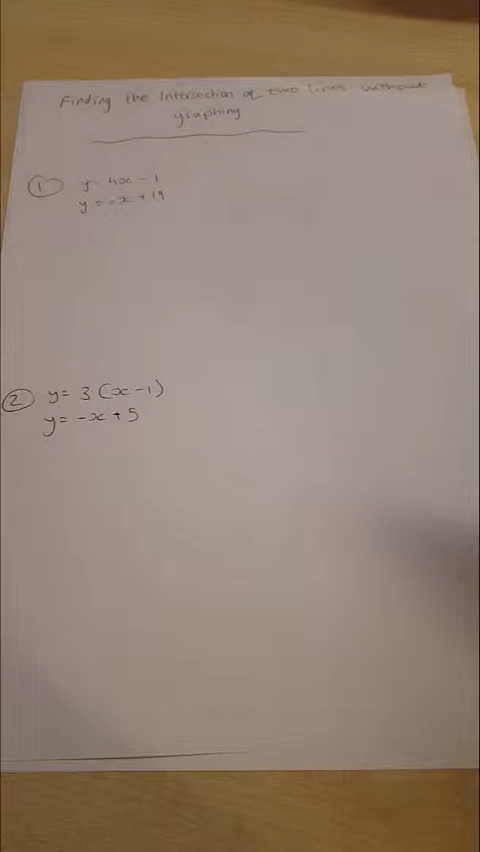 Finding the Intersection of two lines without
graphing
1 y = 4x - 1
y = -x + 19
2 y = 3(x-1)
y = -x + 5